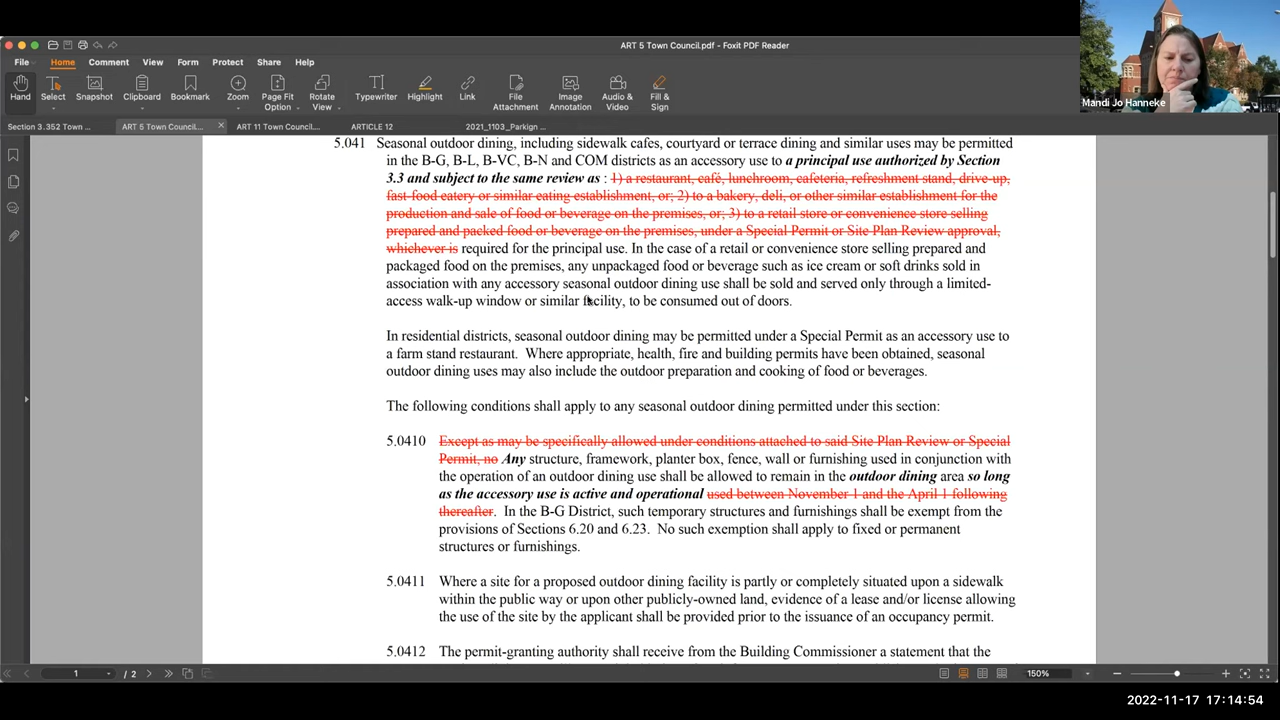 ART 5 Town Council.pdf - Foxit PDF Reader
File Home Comment View Form Protect Share Help
Hand Select Snapshot Clipboard Bookmark Zoom Page Fit Option Rotate View Typewriter Highlight Link File Attachment Image Annotation Audio & Video Fill & Sign
Mandi Jo Hanneke
Section 3.352 Town ... ART 5 Town Council... × ART 11 Town Council.... ARTICLE 12 2021_1103_Parkign ...
5.041 Seasonal outdoor dining, including sidewalk cafes, courtyard or terrace dining and similar uses may be permitted
in the B-G, B-L, B-VC, B-N and COM districts as an accessory use to a principal use authorized by Section
3.3 and subject to the same review as : 1) a restaurant, café, lunchroom, cafeteria, refreshment stand, drive-up,
fast-food eatery or similar eating establishment, or; 2) to a bakery, deli, or other similar establishment for the
production and sale of food or beverage on the premises, or; 3) to a retail store or convenience store selling
prepared and packed food or beverage on the premises, under a Special Permit or Site Plan Review approval,
whichever is required for the principal use. In the case of a retail or convenience store selling prepared and
packaged food on the premises, any unpackaged food or beverage such as ice cream or soft drinks sold in
association with any accessory seasonal outdoor dining use shall be sold and served only through a limited-
access walk-up window or similar facility, to be consumed out of doors.
In residential districts, seasonal outdoor dining may be permitted under a Special Permit as an accessory use to
a farm stand restaurant. Where appropriate, health, fire and building permits have been obtained, seasonal
outdoor dining uses may also include the outdoor preparation and cooking of food or beverages.
The following conditions shall apply to any seasonal outdoor dining permitted under this section:
5.0410 Except as may be specifically allowed under conditions attached to said Site Plan Review or Special
Permit, no Any structure, framework, planter box, fence, wall or furnishing used in conjunction with
the operation of an outdoor dining use shall be allowed to remain in the outdoor dining area so long
as the accessory use is active and operational used between November 1 and the April 1 following
thereafter. In the B-G District, such temporary structures and furnishings shall be exempt from the
provisions of Sections 6.20 and 6.23. No such exemption shall apply to fixed or permanent
structures or furnishings.
5.0411 Where a site for a proposed outdoor dining facility is partly or completely situated upon a sidewalk
within the public way or upon other publicly-owned land, evidence of a lease and/or license allowing
the use of the site by the applicant shall be provided prior to the issuance of an occupancy permit.
5.0412 The permit-granting authority shall receive from the Building Commissioner a statement that the
1 / 2 150%
2022-11-17 17:14:54